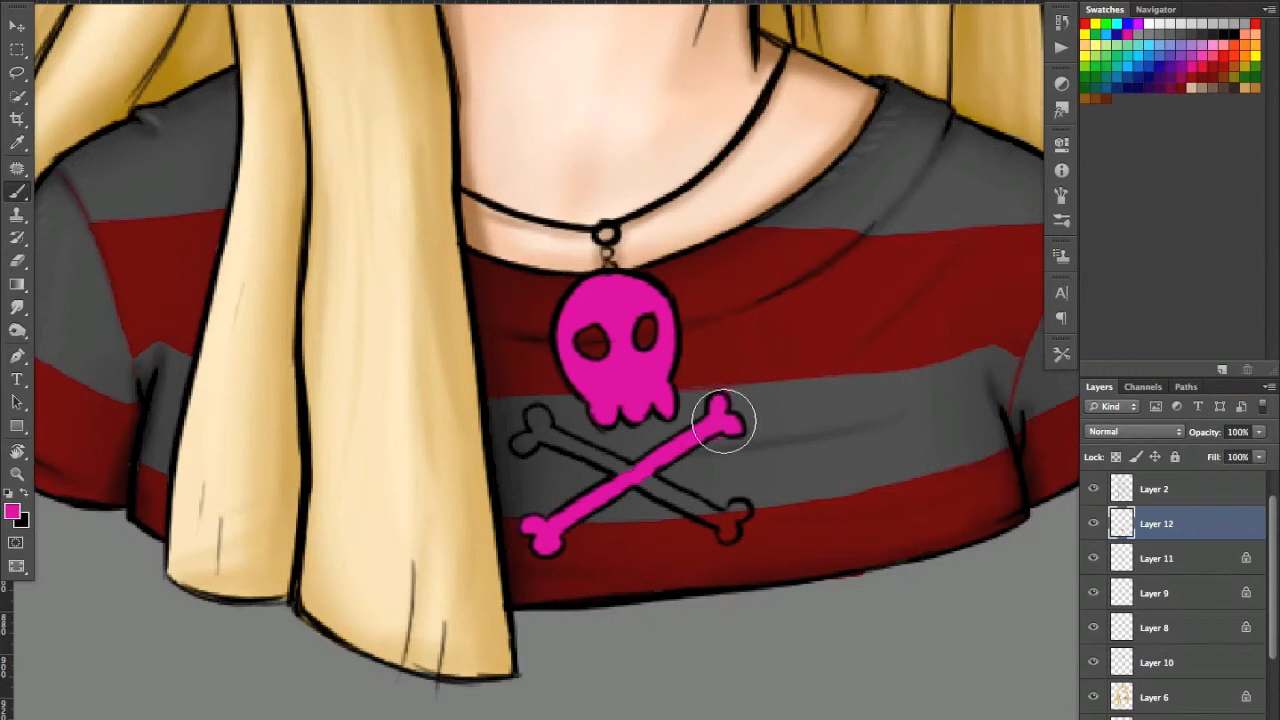 Swatches Navigator
Layers Channels Paths
Kind
Normal Opacity: 100%
Lock: Fill: 100%
Layer 2
Layer 12
Layer 11
Layer 9
Layer 8
Layer 10
Layer 6